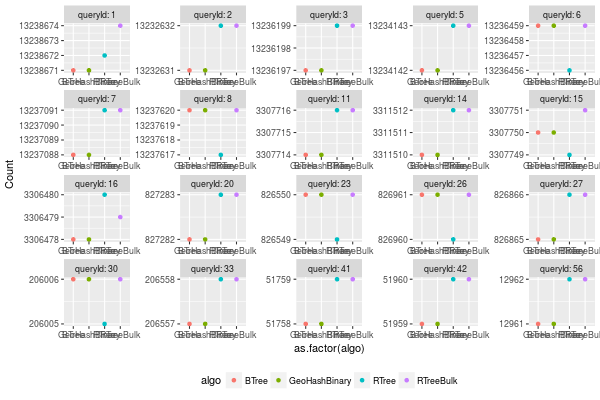 queryId: 1
queryId: 2
queryId: 3
queryId: 5
queryId: 6
13238674
13238673
13238672
13238671
13232632
13232631
13236199
13236198
13236197
13234143
13234142
13236459
13236458
13236457
13236456
queryId: 7
queryId: 8
queryId: 11
queryId: 14
queryId: 15
13237091
13237090
13237089
13237088
13237620
13237619
13237618
13237617
3307716
3307715
3307714
3311512
3311511
3311510
3307751
3307750
3307749
queryId: 16
queryId: 20
queryId: 23
queryId: 26
queryId: 27
3306480
3306479
3306478
827283
827282
826550
826549
826961
826960
826866
826865
queryId: 30
queryId: 33
queryId: 41
queryId: 42
queryId: 56
206006
206005
206558
206557
51759
51758
51960
51959
12962
12961
Count
as.factor(algo)
algo BTree GeoHashBinary RTree RTreeBulk